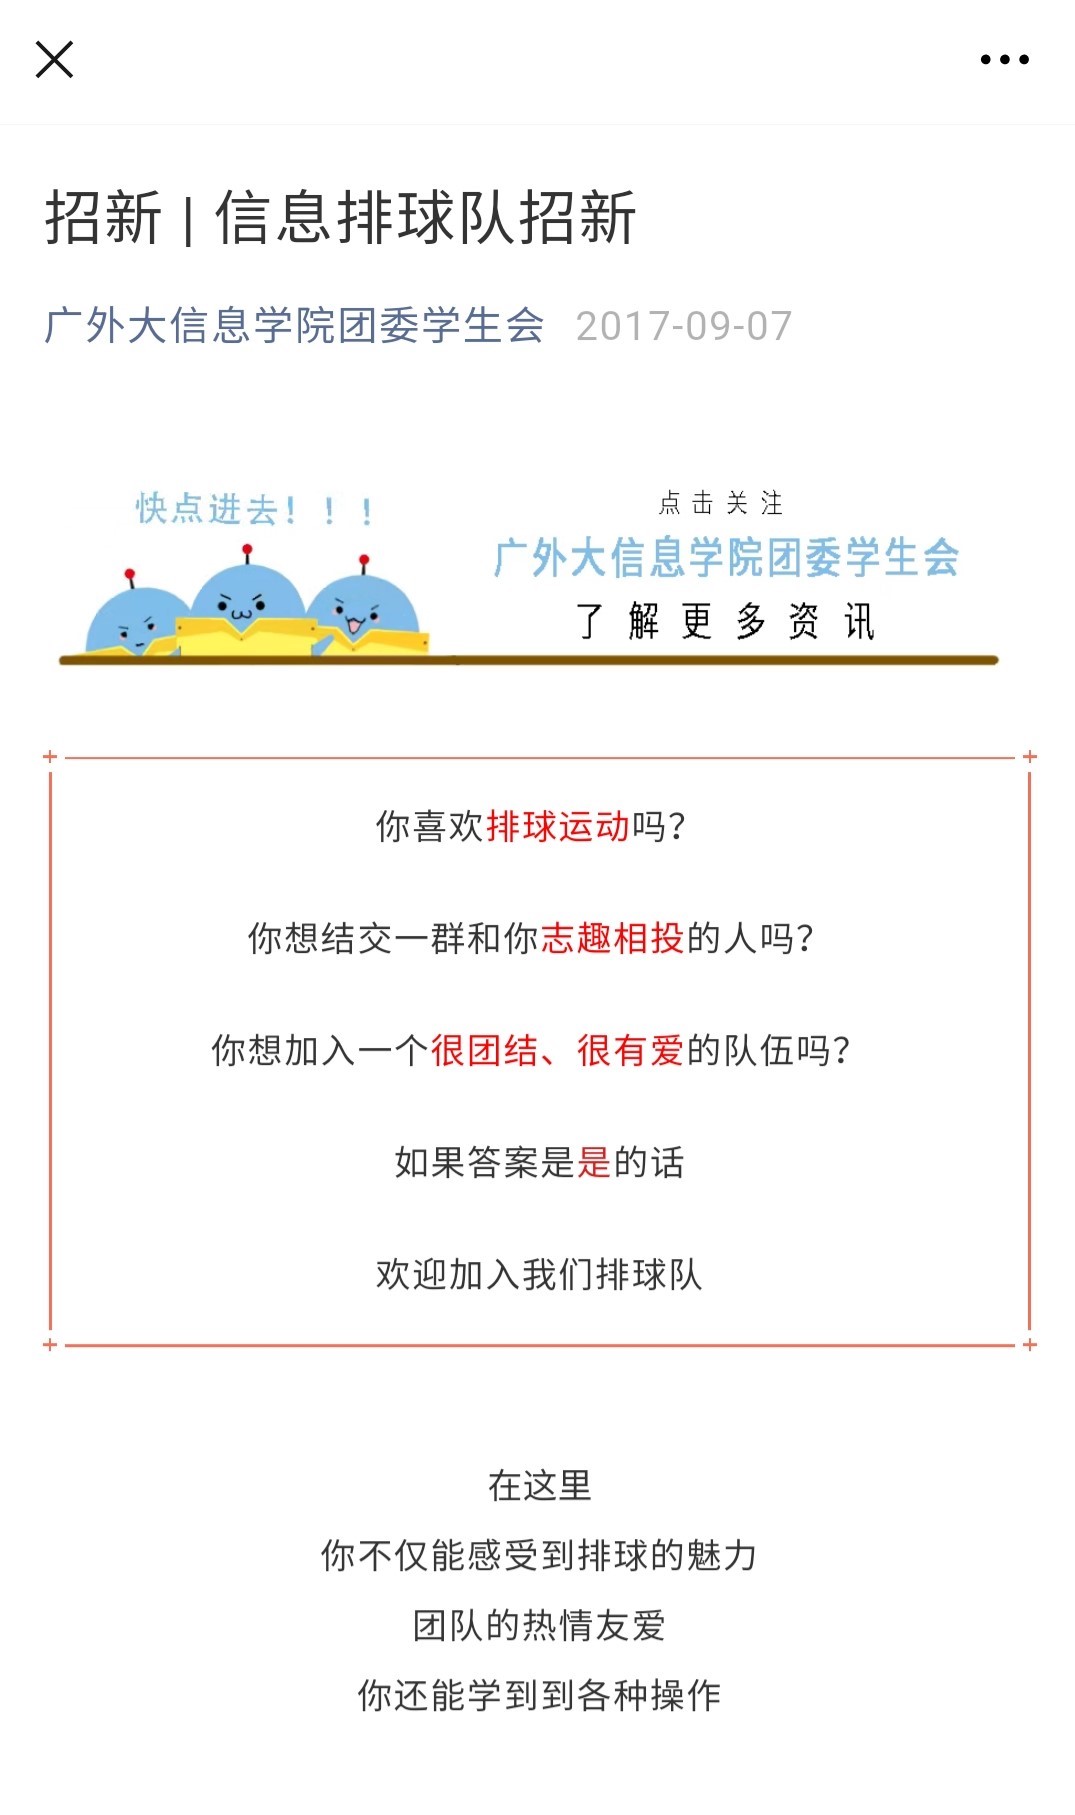 招新 | 信息排球队招新
广外大信息学院团委学生会 2017-09-07
快点进去！！！
点击关注
广外大信息学院团委学生会
了解更多资讯
你喜欢排球运动吗？
你想结交一群和你志趣相投的人吗？
你想加入一个很团结、很有爱的队伍吗？
如果答案是是的话
欢迎加入我们排球队
在这里
你不仅能感受到排球的魅力
团队的热情友爱
你还能学到到各种操作